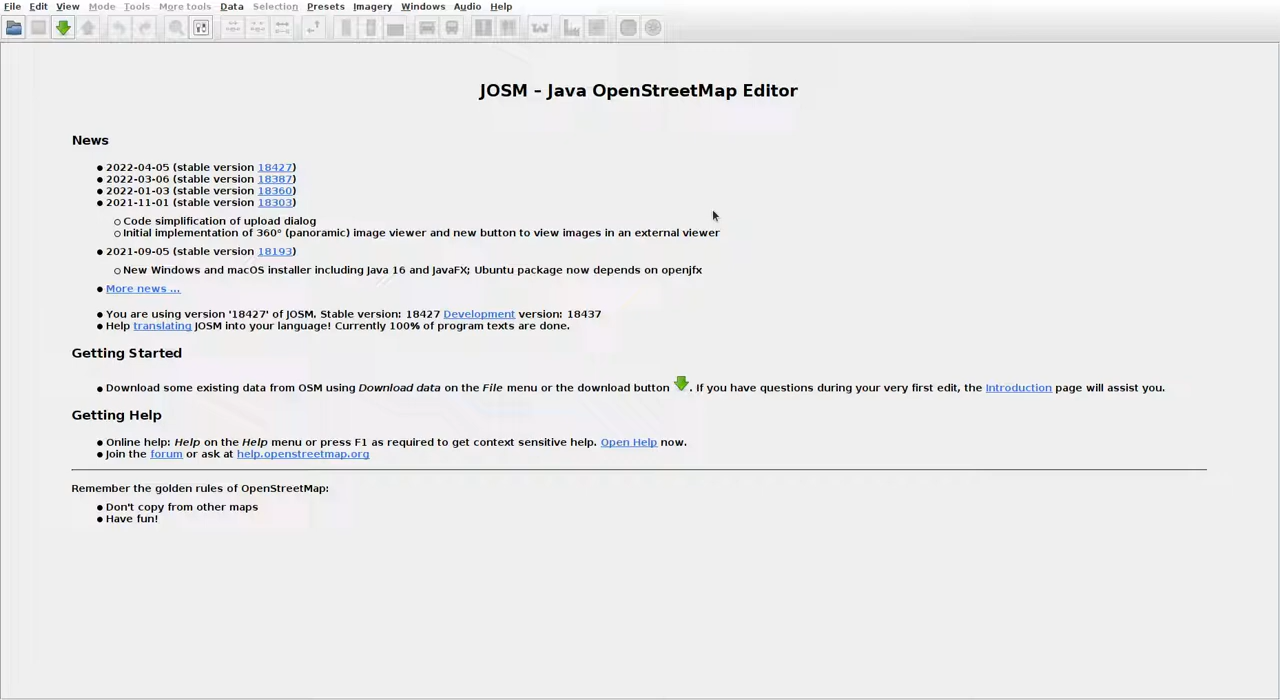 File Edit View Mode Tools More tools Data Selection Presets Imagery Windows Audio Help
JOSM – Java OpenStreetMap Editor
News
● 2022-04-05 (stable version 18427)
● 2022-03-06 (stable version 18387)
● 2022-01-03 (stable version 18360)
● 2021-11-01 (stable version 18303)
○ Code simplification of upload dialog
○ Initial implementation of 360° (panoramic) image viewer and new button to view images in an external viewer
● 2021-09-05 (stable version 18193)
○ New Windows and macOS installer including Java 16 and JavaFX; Ubuntu package now depends on openjfx
● More news ...
● You are using version '18427' of JOSM. Stable version: 18427 Development version: 18437
● Help translating JOSM into your language! Currently 100% of program texts are done.
Getting Started
● Download some existing data from OSM using Download data on the File menu or the download button . If you have questions during your very first edit, the Introduction page will assist you.
Getting Help
● Online help: Help on the Help menu or press F1 as required to get context sensitive help. Open Help now.
● Join the forum or ask at help.openstreetmap.org
Remember the golden rules of OpenStreetMap:
● Don't copy from other maps
● Have fun!